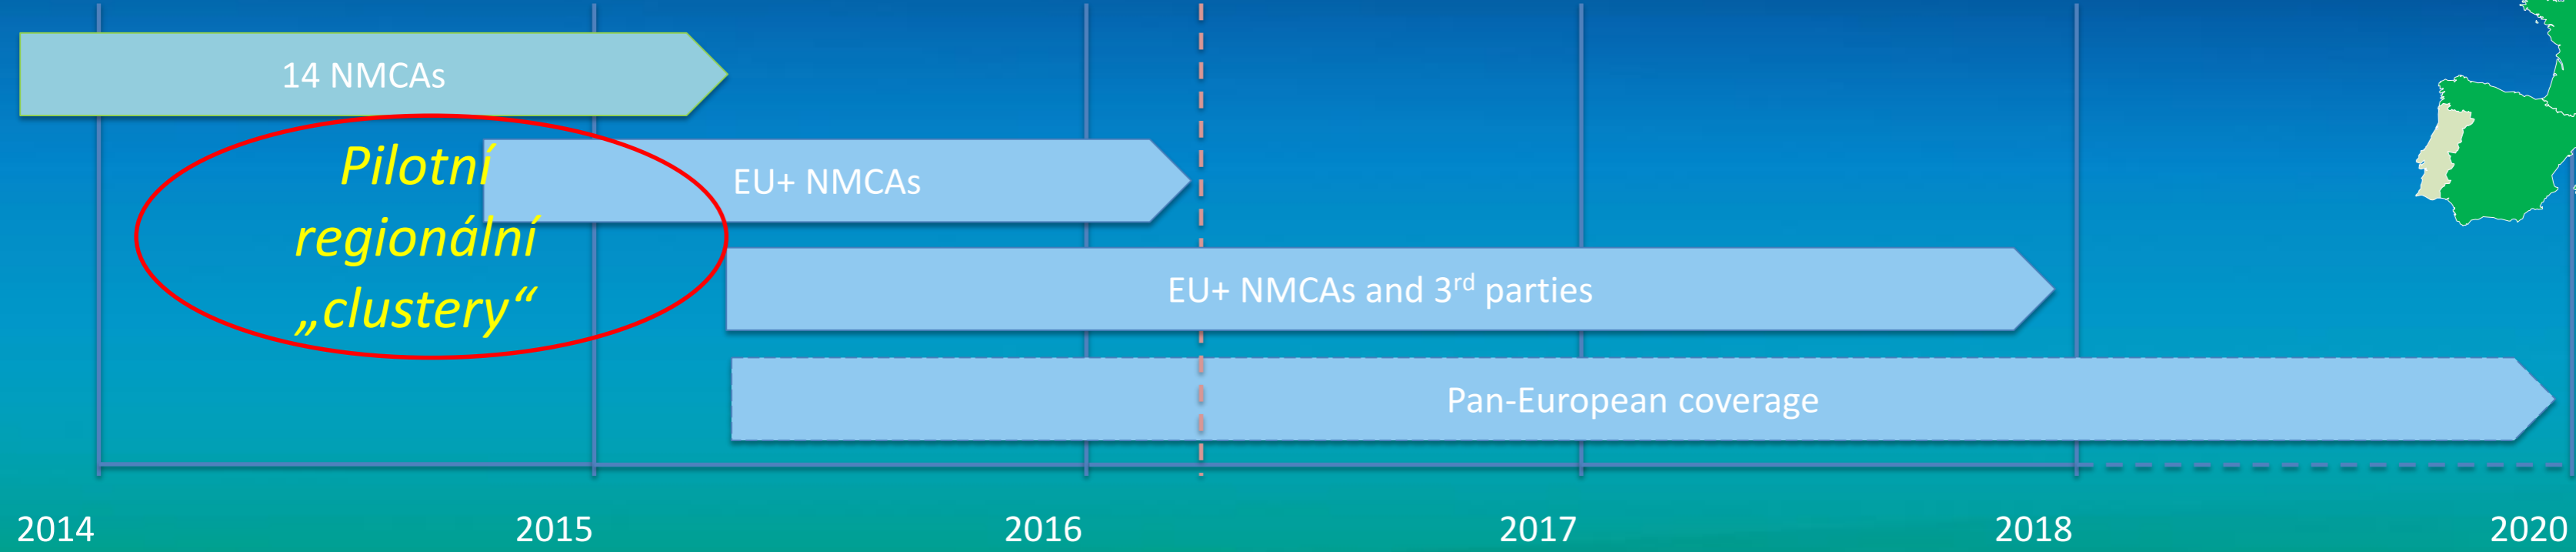 14 NMCAs
Pilotní
regionální
„clustery“
EU+ NMCAs
EU+ NMCAs and 3rd parties
Pan-European coverage
2014 2015 2016 2017 2018 2020